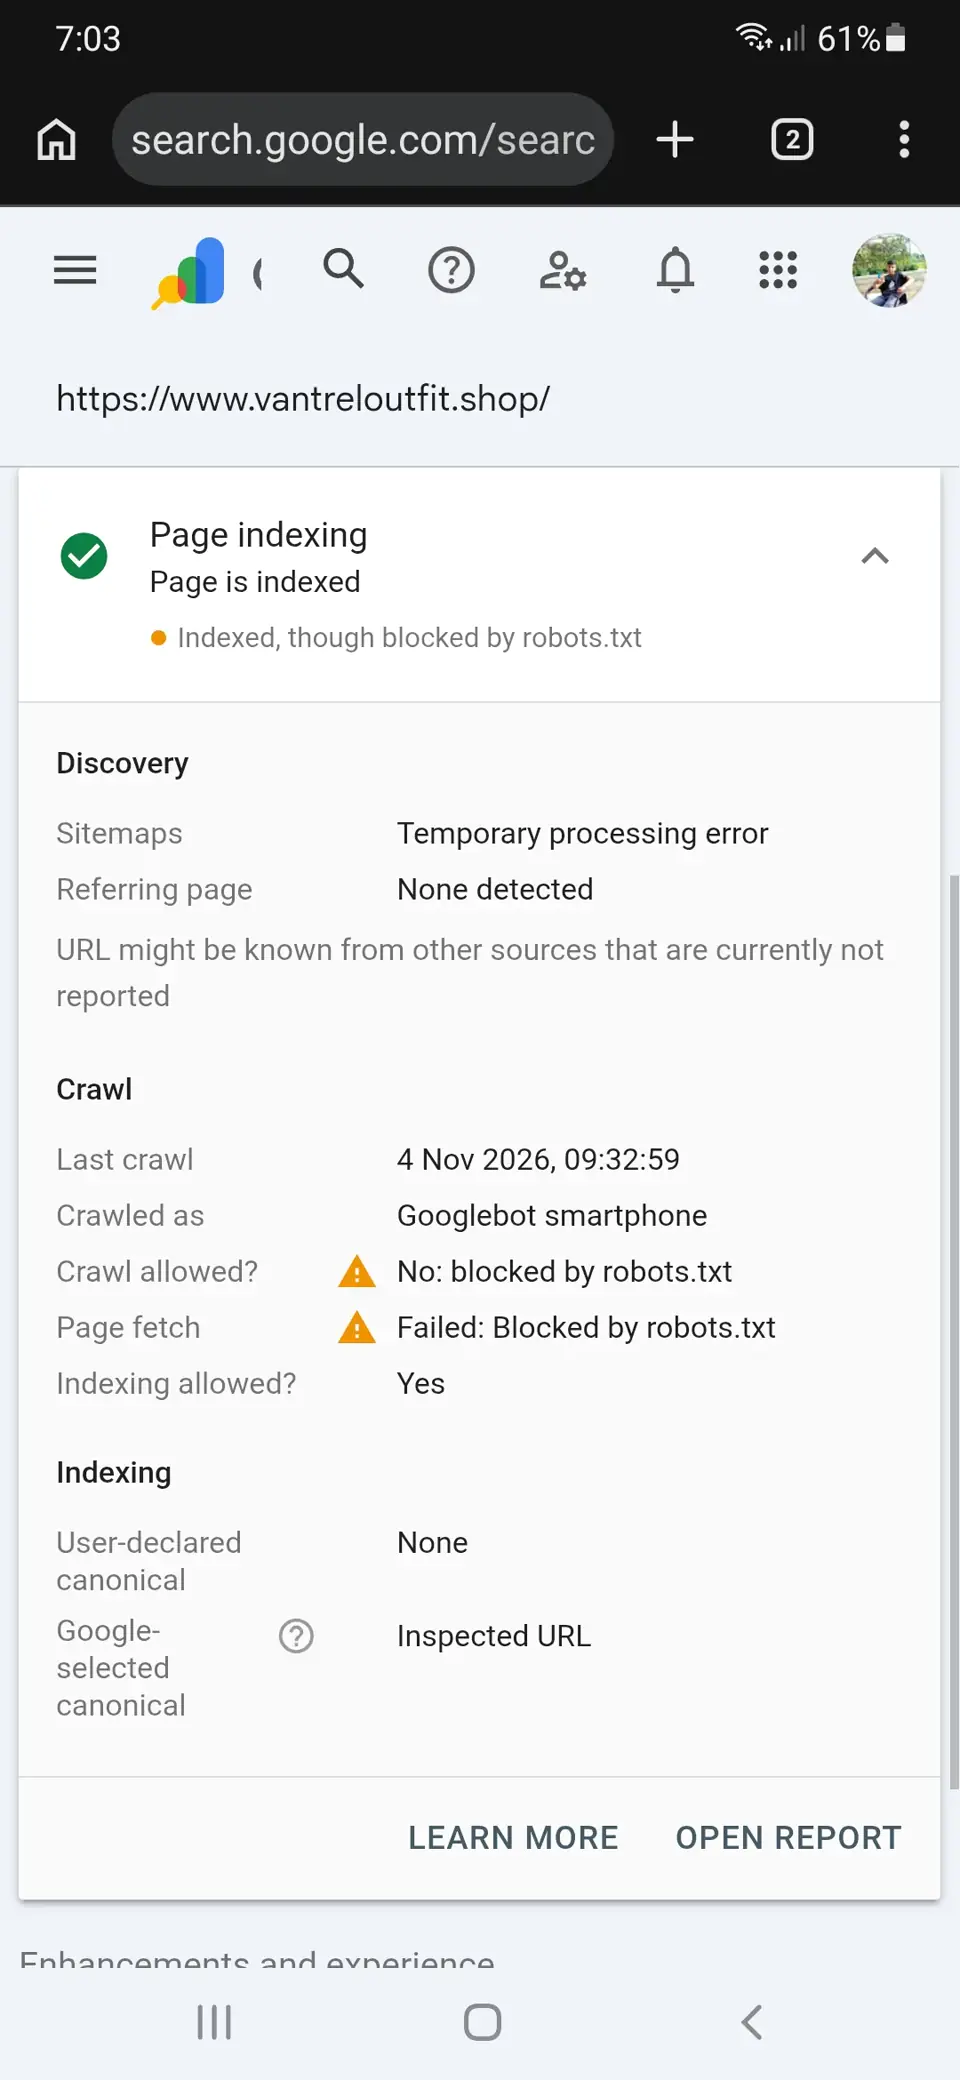 7:03
61%
search.google.com/searc
2
https://www.vantreloutfit.shop/
Page indexing
Page is indexed
Indexed, though blocked by robots.txt
Discovery
Sitemaps
Temporary processing error
Referring page
None detected
URL might be known from other sources that are currently not
reported
Crawl
Last crawl
4 Nov 2026, 09:32:59
Crawled as
Googlebot smartphone
Crawl allowed?
No: blocked by robots.txt
Page fetch
Failed: Blocked by robots.txt
Indexing allowed?
Yes
Indexing
User-declared
canonical
None
Google-
selected
canonical
Inspected URL
LEARN MORE
OPEN REPORT
Enhancements and experience